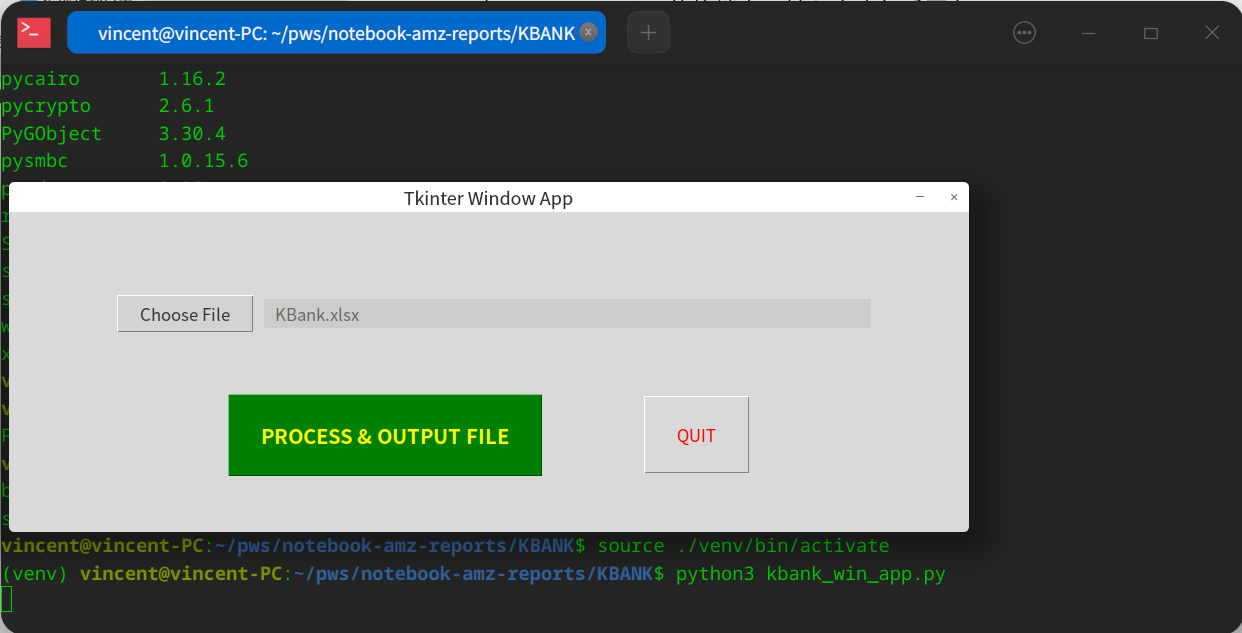 vincent@vincent-PC: ~/pws/notebook-amz-reports/KBANK
pycairo 1.16.2
pycrypto 2.6.1
PyGObject 3.30.4
pysmbc 1.0.15.6
Tkinter Window App
Choose File KBank.xlsx
PROCESS & OUTPUT FILE QUIT
vincent@vincent-PC:~/pws/notebook-amz-reports/KBANK$ source ./venv/bin/activate
(venv) vincent@vincent-PC:~/pws/notebook-amz-reports/KBANK$ python3 kbank_win_app.py